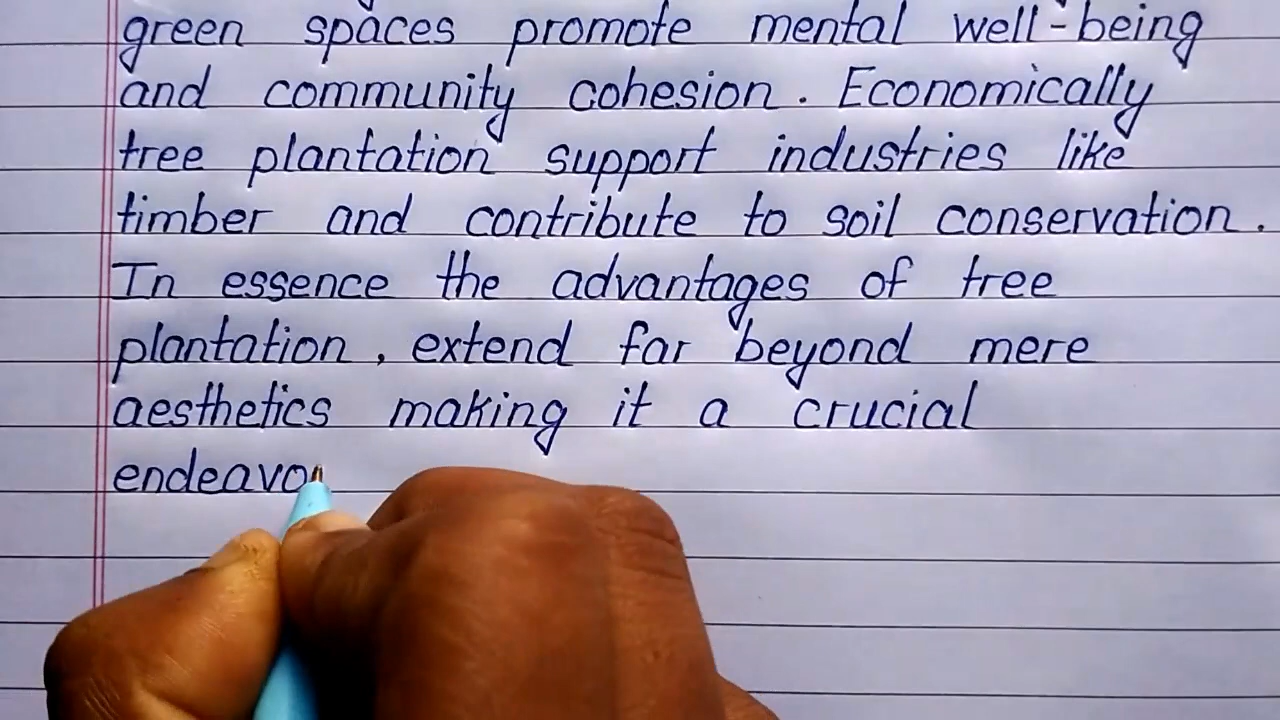 green spaces promote mental well-being
and community cohesion. Economically
tree plantation support industries like
timber and contribute to soil conservation.
In essence the advantages of tree
plantation, extend far beyond mere
aesthetics making it a crucial
endeavo